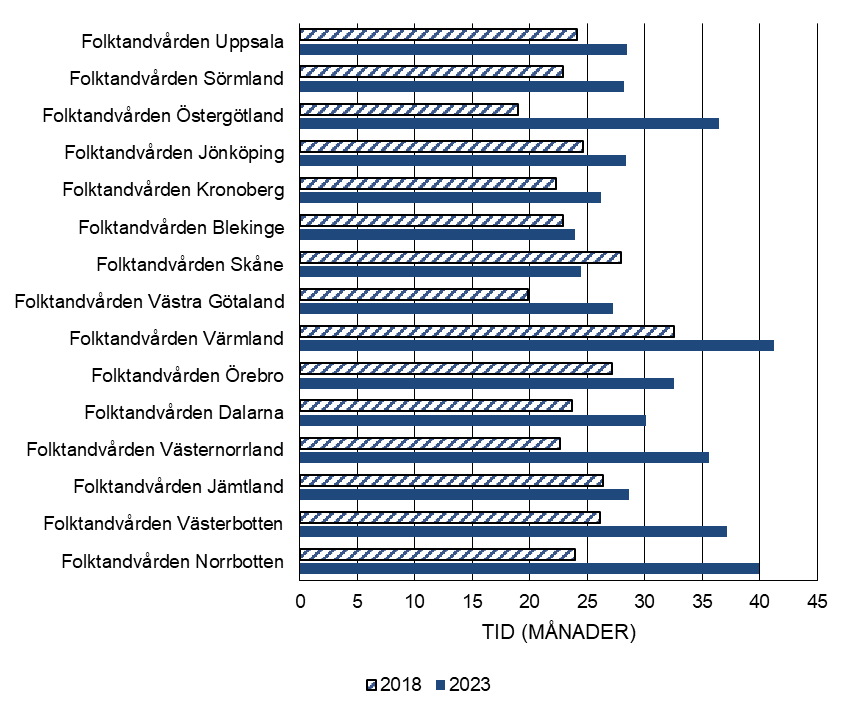 Folktandvården Uppsala
Folktandvården Sörmland
Folktandvården Östergötland
Folktandvården Jönköping
Folktandvården Kronoberg
Folktandvården Blekinge
Folktandvården Skåne
Folktandvården Västra Götaland
Folktandvården Värmland
Folktandvården Örebro
Folktandvården Dalarna
Folktandvården Västernorrland
Folktandvården Jämtland
Folktandvården Västerbotten
Folktandvården Norrbotten
0 5 10 15 20 25 30 35 40 45
TID (MÅNADER)
2018 2023